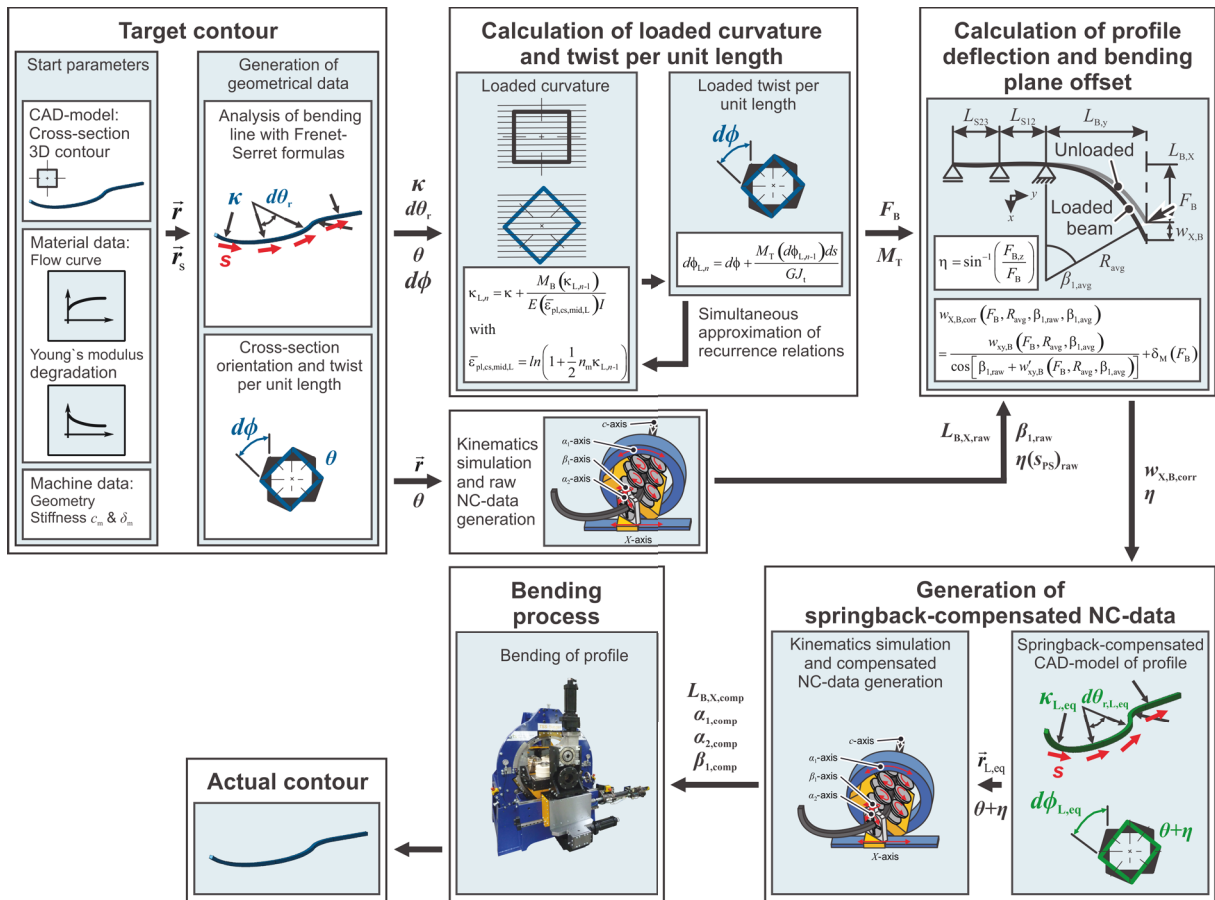 Target contour
Start parameters
CAD-model:
Cross-section
3D contour
Material data:
Flow curve
Young`s modulus
degradation
Machine data:
Geometry
Stiffness c_m & δ_m
r⃗
r⃗_s
Generation of
geometrical data
Analysis of bending
line with Frenet-
Serret formulas
κ
dθ_r
s
Cross-section
orientation and twist
per unit length
dϕ
θ
κ
dθ_r
θ
dϕ
Calculation of loaded curvature
and twist per unit length
Loaded curvature
κ_L,n = κ + M_B(κ_L,n-1) / E(ε̄_pl,cs,mid,L)I
with
ε̄_pl,cs,mid,L = ln(1 + 1/2 n_m κ_L,n-1)
Loaded twist per
unit length
dϕ
dϕ_L,n = dϕ + M_T(dϕ_L,n-1)ds / GJ_t
Simultaneous
approximation of
recurrence relations
F_B
M_T
Calculation of profile
deflection and bending
plane offset
L_S23
L_S12
L_B,y
L_B,X
Unloaded
Loaded
beam
F_B
w_X,B
y
x
R_avg
β_1,avg
η = sin⁻¹(F_B,z / F_B)
w_X,B,corr(F_B, R_avg, β_1,raw, β_1,avg)
= w_xy,B(F_B, R_avg, β_1,avg) / cos[β_1,raw + w'_xy,B(F_B, R_avg, β_1,avg)] + δ_M(F_B)
r⃗
θ
Kinematics
simulation
and raw
NC-data
generation
c-axis
α₁-axis
β₁-axis
α₂-axis
X-axis
L_B,X,raw
β_1,raw
η(s_PS)_raw
w_X,B,corr
η
Generation of
springback-compensated NC-data
Kinematics simulation
and compensated
NC-data generation
c-axis
α₁-axis
β₁-axis
α₂-axis
X-axis
Springback-compensated
CAD-model of profile
κ_L,eq
dθ_r,L,eq
s
dϕ_L,eq
θ+η
r⃗_L,eq
θ+η
L_B,X,comp
α_1,comp
α_2,comp
β_1,comp
Bending
process
Bending of profile
Actual contour